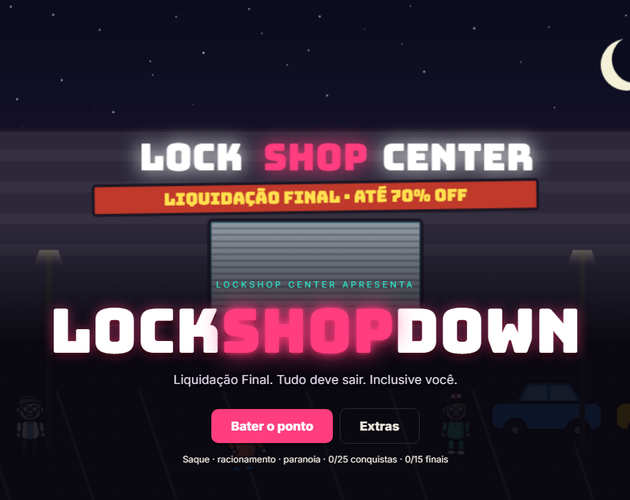 LOCK SHOP CENTER
LIQUIDAÇÃO FINAL · ATÉ 70% OFF
LOCKSHOP CENTER APRESENTA
LOCKSHOPDOWN
Liquidação Final. Tudo deve sair. Inclusive você.
Bater o ponto
Extras
Saque · racionamento · paranoia · 0/25 conquistas · 0/15 finais